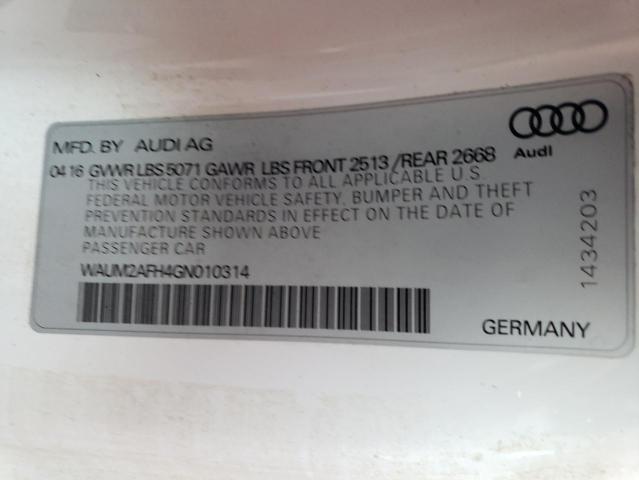 MFD. BY AUDI AG
04 16 GVWR LBS 5071 GAWR LBS FRONT 2513 / REAR 2668
THIS VEHICLE CONFORMS TO ALL APPLICABLE U.S.
FEDERAL MOTOR VEHICLE SAFETY, BUMPER AND THEFT
PREVENTION STANDARDS IN EFFECT ON THE DATE OF
MANUFACTURE SHOWN ABOVE
PASSENGER CAR
WAUM2AFH4GN010314
Audi
1434203
GERMANY